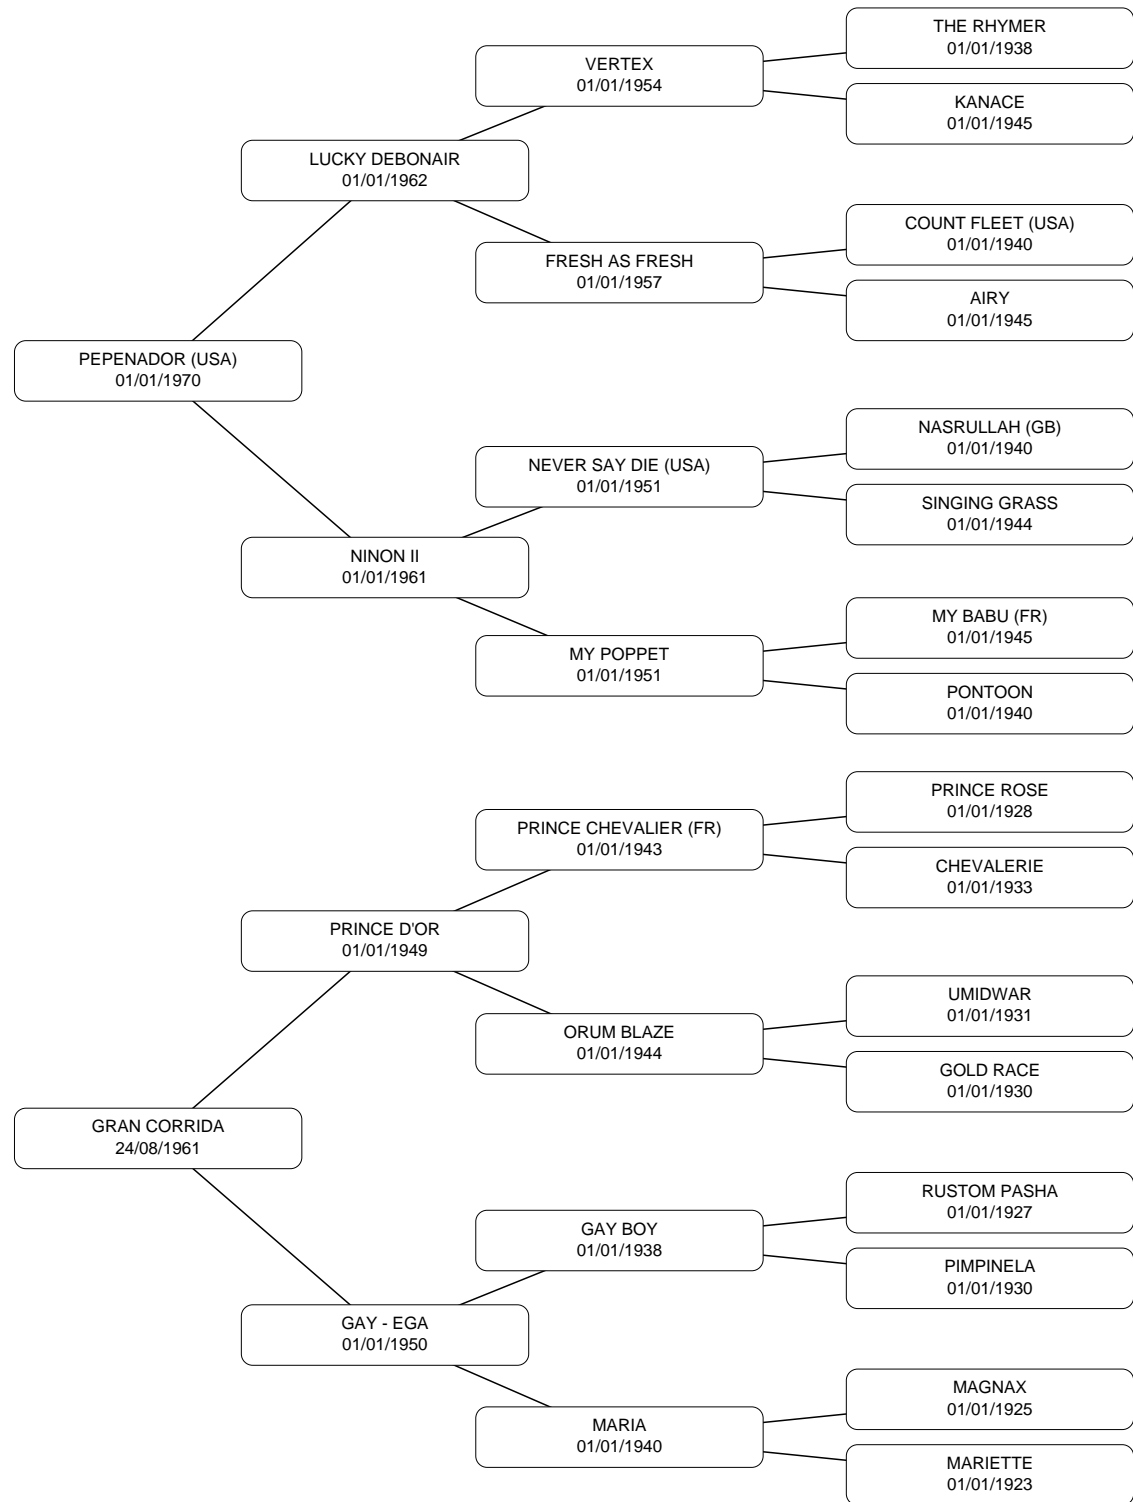 THE RHYMER
01/01/1938
VERTEX
01/01/1954
KANACE
01/01/1945
LUCKY DEBONAIR
01/01/1962
COUNT FLEET (USA)
01/01/1940
FRESH AS FRESH
01/01/1957
AIRY
01/01/1945
PEPENADOR (USA)
01/01/1970
NASRULLAH (GB)
01/01/1940
NEVER SAY DIE (USA)
01/01/1951
SINGING GRASS
01/01/1944
NINON II
01/01/1961
MY BABU (FR)
01/01/1945
MY POPPET
01/01/1951
PONTOON
01/01/1940
PRINCE ROSE
01/01/1928
PRINCE CHEVALIER (FR)
01/01/1943
CHEVALERIE
01/01/1933
PRINCE D'OR
01/01/1949
UMIDWAR
01/01/1931
ORUM BLAZE
01/01/1944
GOLD RACE
01/01/1930
GRAN CORRIDA
24/08/1961
RUSTOM PASHA
01/01/1927
GAY BOY
01/01/1938
PIMPINELA
01/01/1930
GAY - EGA
01/01/1950
MAGNAX
01/01/1925
MARIA
01/01/1940
MARIETTE
01/01/1923